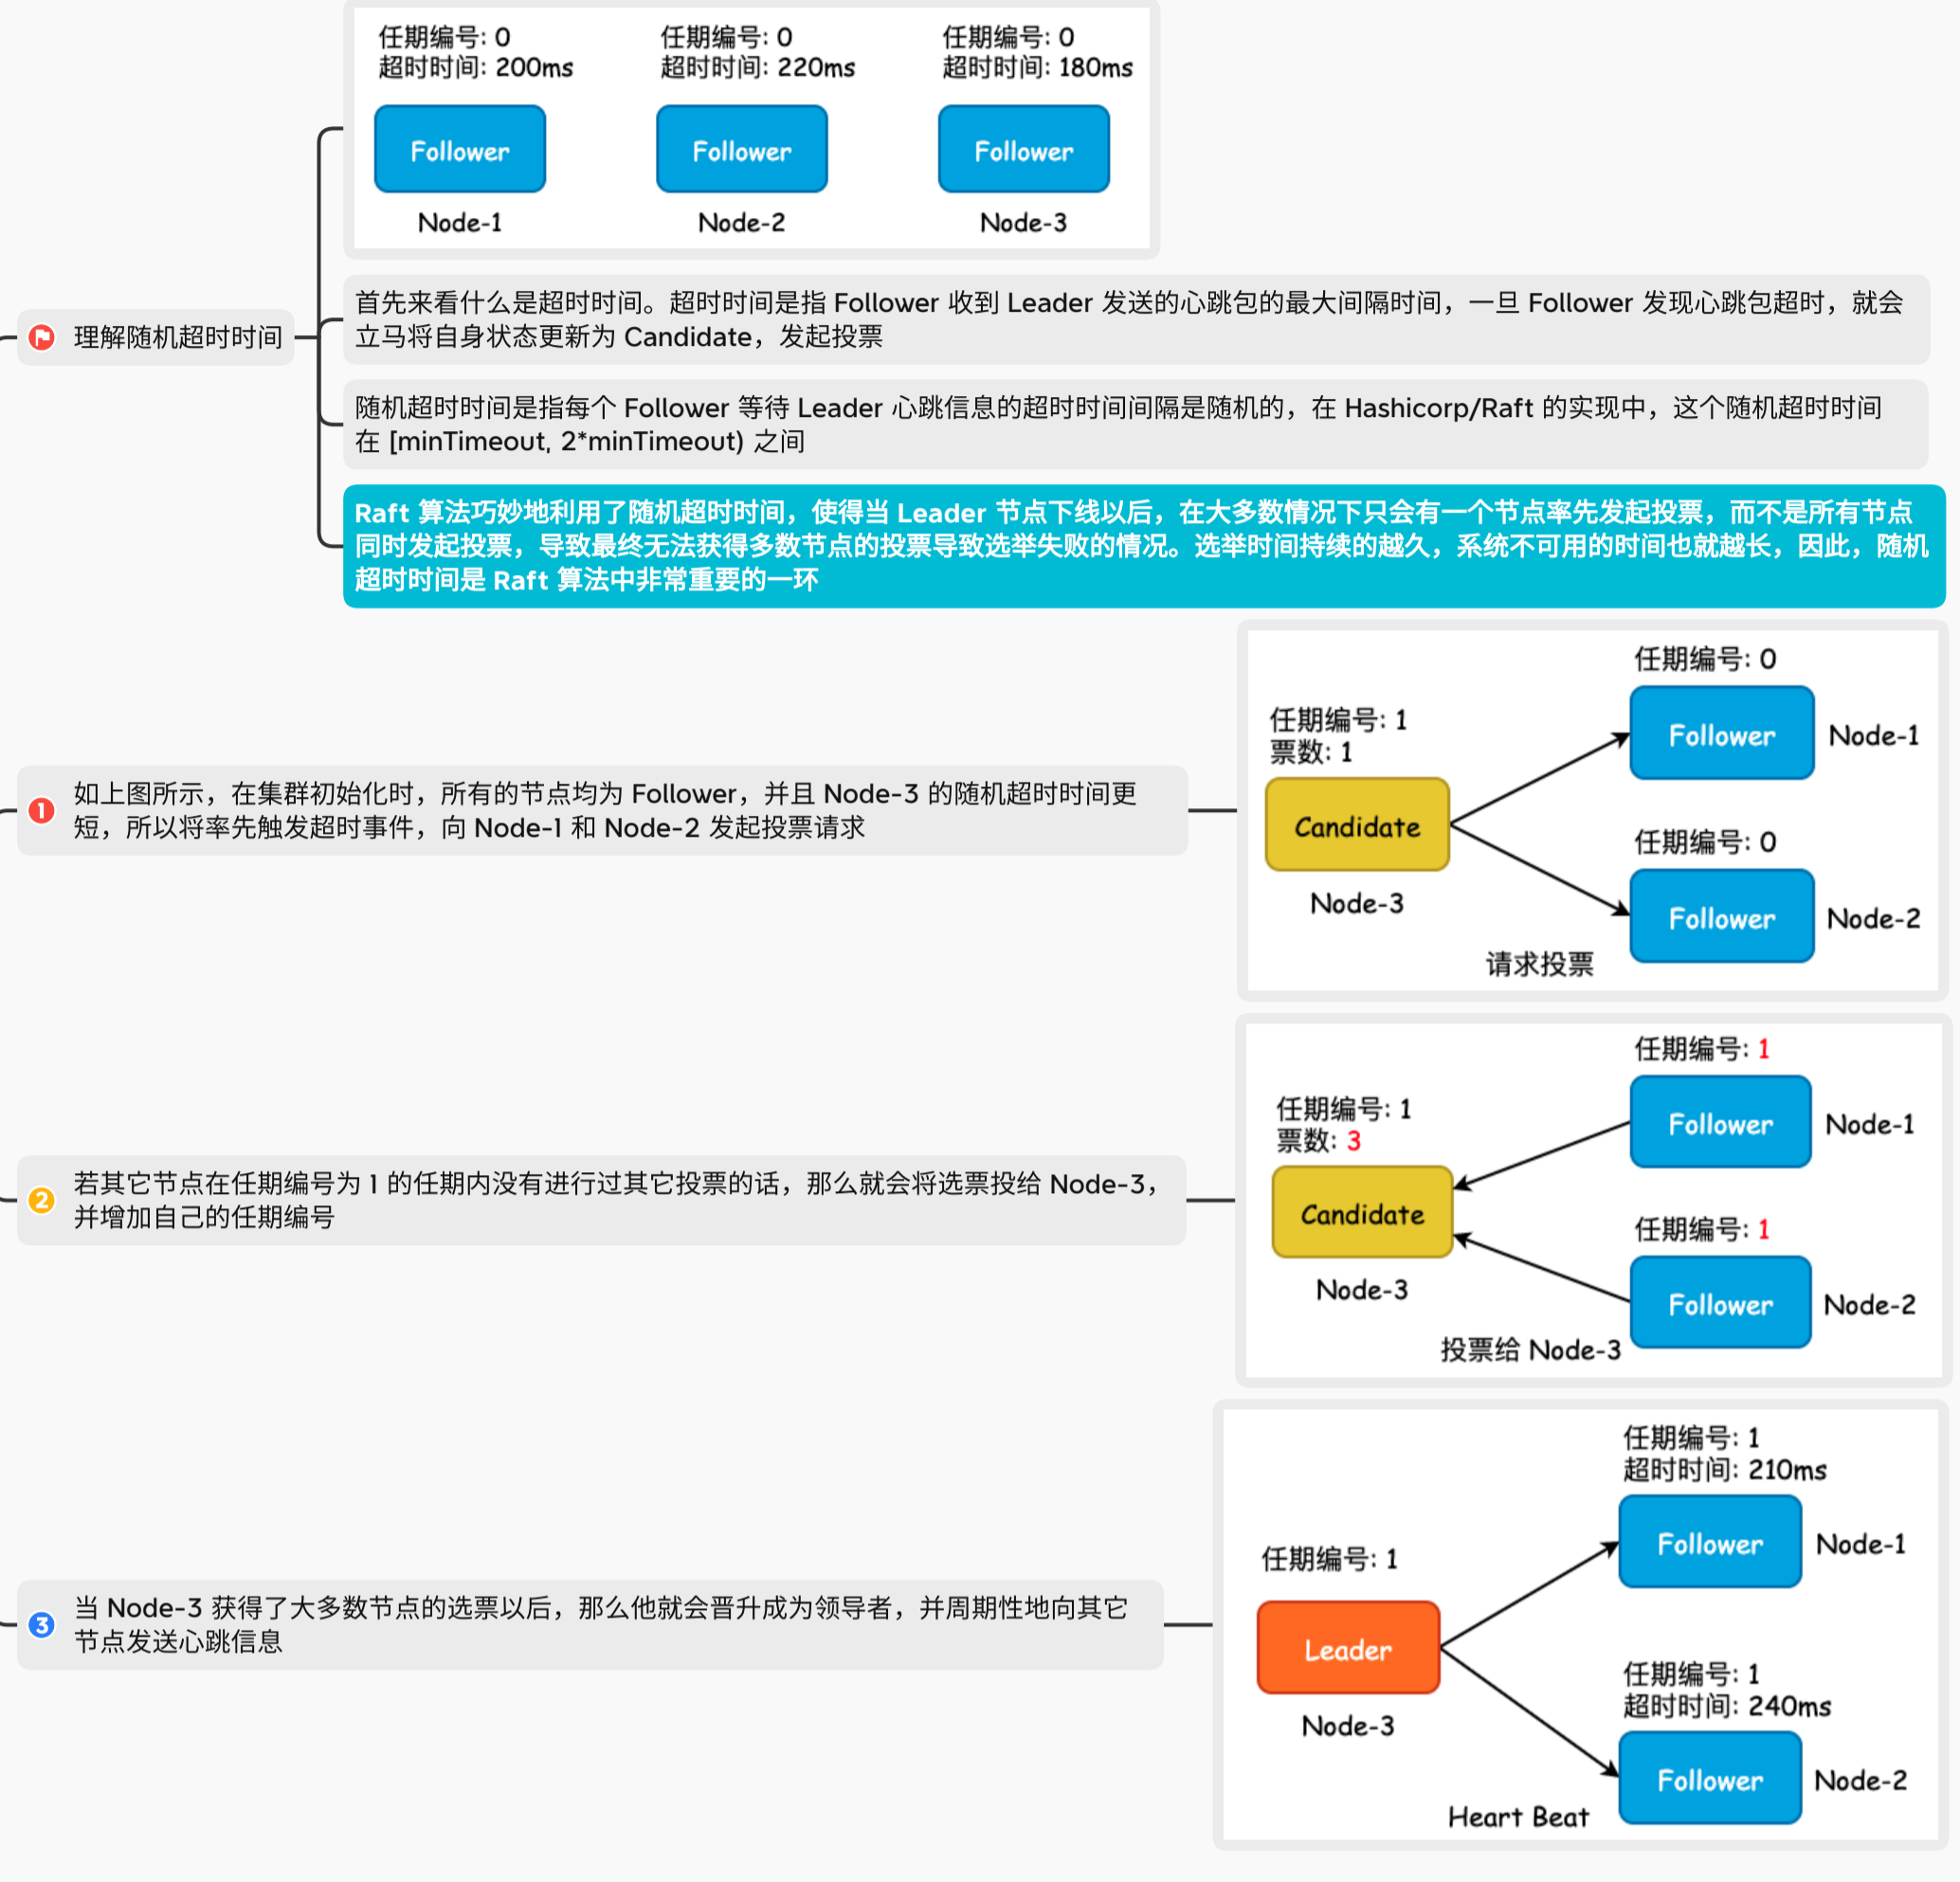 任期编号: 0
超时时间: 200ms
Follower
Node-1
任期编号: 0
超时时间: 220ms
Follower
Node-2
任期编号: 0
超时时间: 180ms
Follower
Node-3
理解随机超时时间
首先来看什么是超时时间。超时时间是指 Follower 收到 Leader 发送的心跳包的最大间隔时间，一旦 Follower 发现心跳包超时，就会
立马将自身状态更新为 Candidate，发起投票
随机超时时间是指每个 Follower 等待 Leader 心跳信息的超时时间间隔是随机的，在 Hashicorp/Raft 的实现中，这个随机超时时间
在 [minTimeout, 2*minTimeout) 之间
Raft 算法巧妙地利用了随机超时时间，使得当 Leader 节点下线以后，在大多数情况下只会有一个节点率先发起投票，而不是所有节点
同时发起投票，导致最终无法获得多数节点的投票导致选举失败的情况。选举时间持续的越久，系统不可用的时间也就越长，因此，随机
超时时间是 Raft 算法中非常重要的一环
1
如上图所示，在集群初始化时，所有的节点均为 Follower，并且 Node-3 的随机超时时间更
短，所以将率先触发超时事件，向 Node-1 和 Node-2 发起投票请求
任期编号: 1
票数: 1
Candidate
Node-3
任期编号: 0
Follower
Node-1
任期编号: 0
Follower
Node-2
请求投票
2
若其它节点在任期编号为 1 的任期内没有进行过其它投票的话，那么就会将选票投给 Node-3，
并增加自己的任期编号
任期编号: 1
票数: 3
Candidate
Node-3
任期编号: 1
Follower
Node-1
任期编号: 1
Follower
Node-2
投票给 Node-3
3
当 Node-3 获得了大多数节点的选票以后，那么他就会晋升成为领导者，并周期性地向其它
节点发送心跳信息
任期编号: 1
Leader
Node-3
任期编号: 1
超时时间: 210ms
Follower
Node-1
任期编号: 1
超时时间: 240ms
Follower
Node-2
Heart Beat